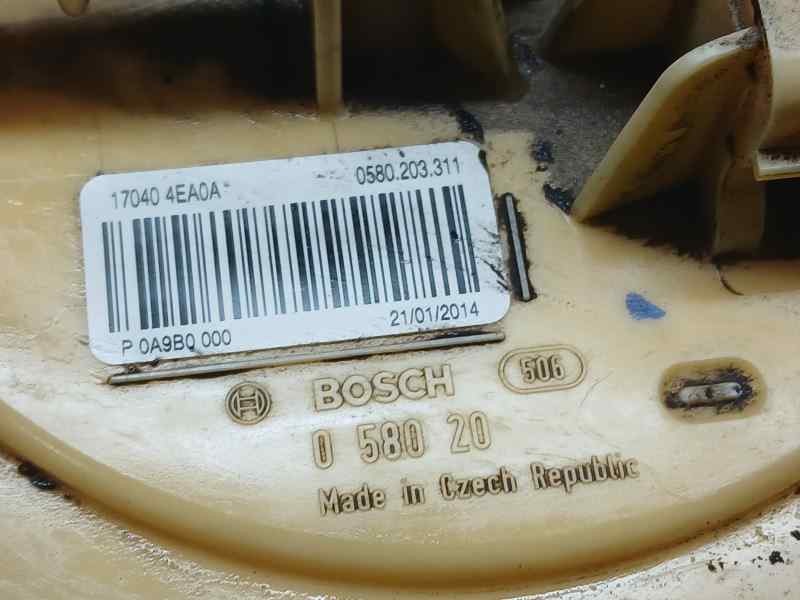 17040 4EA0A
0580.203.311
P 0A9B0 000
21/01/2014
BOSCH
506
0 580 20
Made in Czech Republic